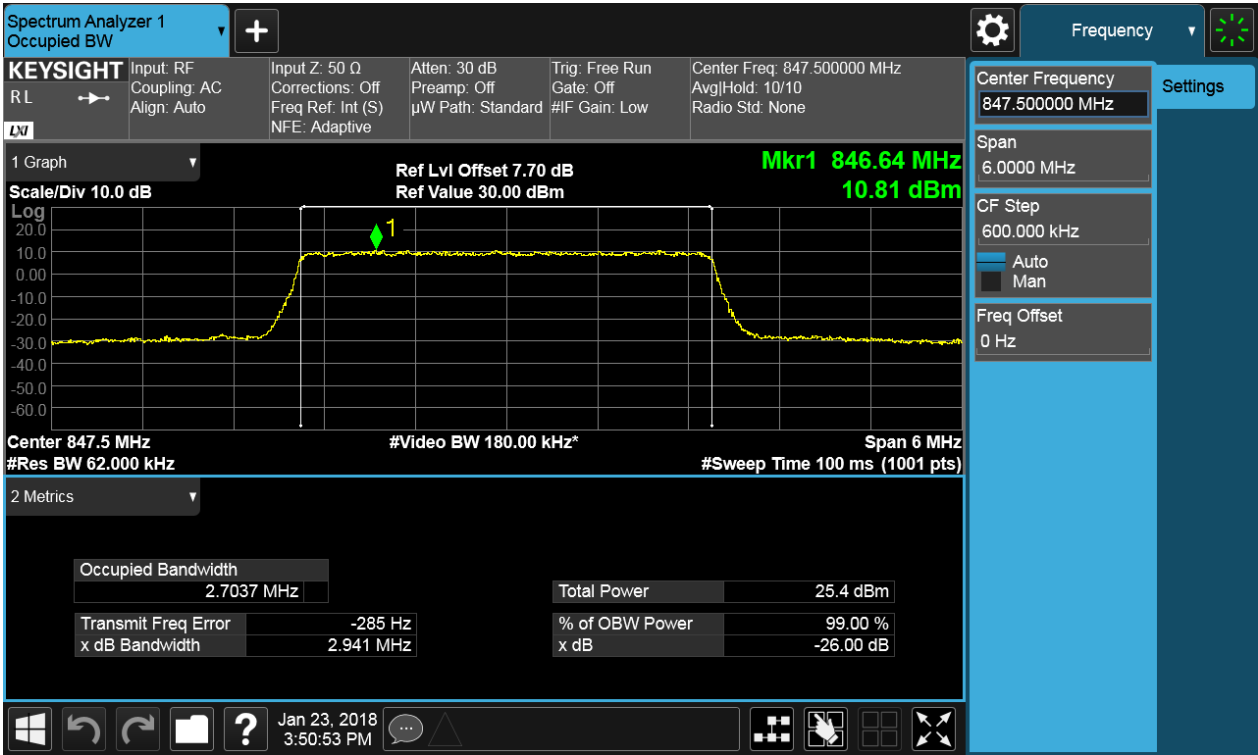 Spectrum Analyzer 1
Occupied BW
+
Frequency
KEYSIGHT
R L
LXI
Input: RF
Coupling: AC
Align: Auto
Input Z: 50 Ω
Corrections: Off
Freq Ref: Int (S)
NFE: Adaptive
Atten: 30 dB
Preamp: Off
µW Path: Standard
Trig: Free Run
Gate: Off
#IF Gain: Low
Center Freq: 847.500000 MHz
Avg|Hold: 10/10
Radio Std: None
Center Frequency
847.500000 MHz
Settings
Span
6.0000 MHz
CF Step
600.000 kHz
Auto
Man
Freq Offset
0 Hz
1 Graph
Scale/Div 10.0 dB
Ref Lvl Offset 7.70 dB
Ref Value 30.00 dBm
Mkr1 846.64 MHz
10.81 dBm
Log
20.0
10.0
0.00
-10.0
-20.0
-30.0
-40.0
-50.0
-60.0
1
Center 847.5 MHz
#Video BW 180.00 kHz*
Span 6 MHz
#Res BW 62.000 kHz
#Sweep Time 100 ms (1001 pts)
2 Metrics
Occupied Bandwidth
2.7037 MHz
Total Power 25.4 dBm
Transmit Freq Error -285 Hz
% of OBW Power 99.00 %
x dB Bandwidth 2.941 MHz
x dB -26.00 dB
?
Jan 23, 2018
3:50:53 PM